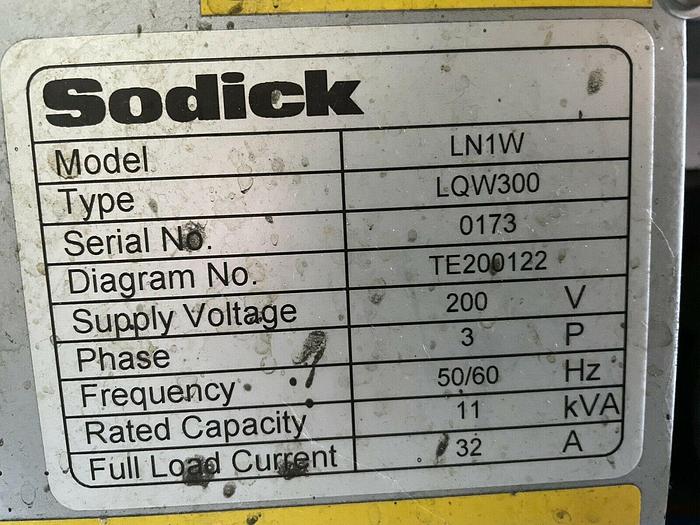 Sodick
Model LN1W
Type LQW300
Serial No. 0173
Diagram No. TE200122
Supply Voltage 200 V
Phase 3 P
Frequency 50/60 Hz
Rated Capacity 11 kVA
Full Load Current 32 A